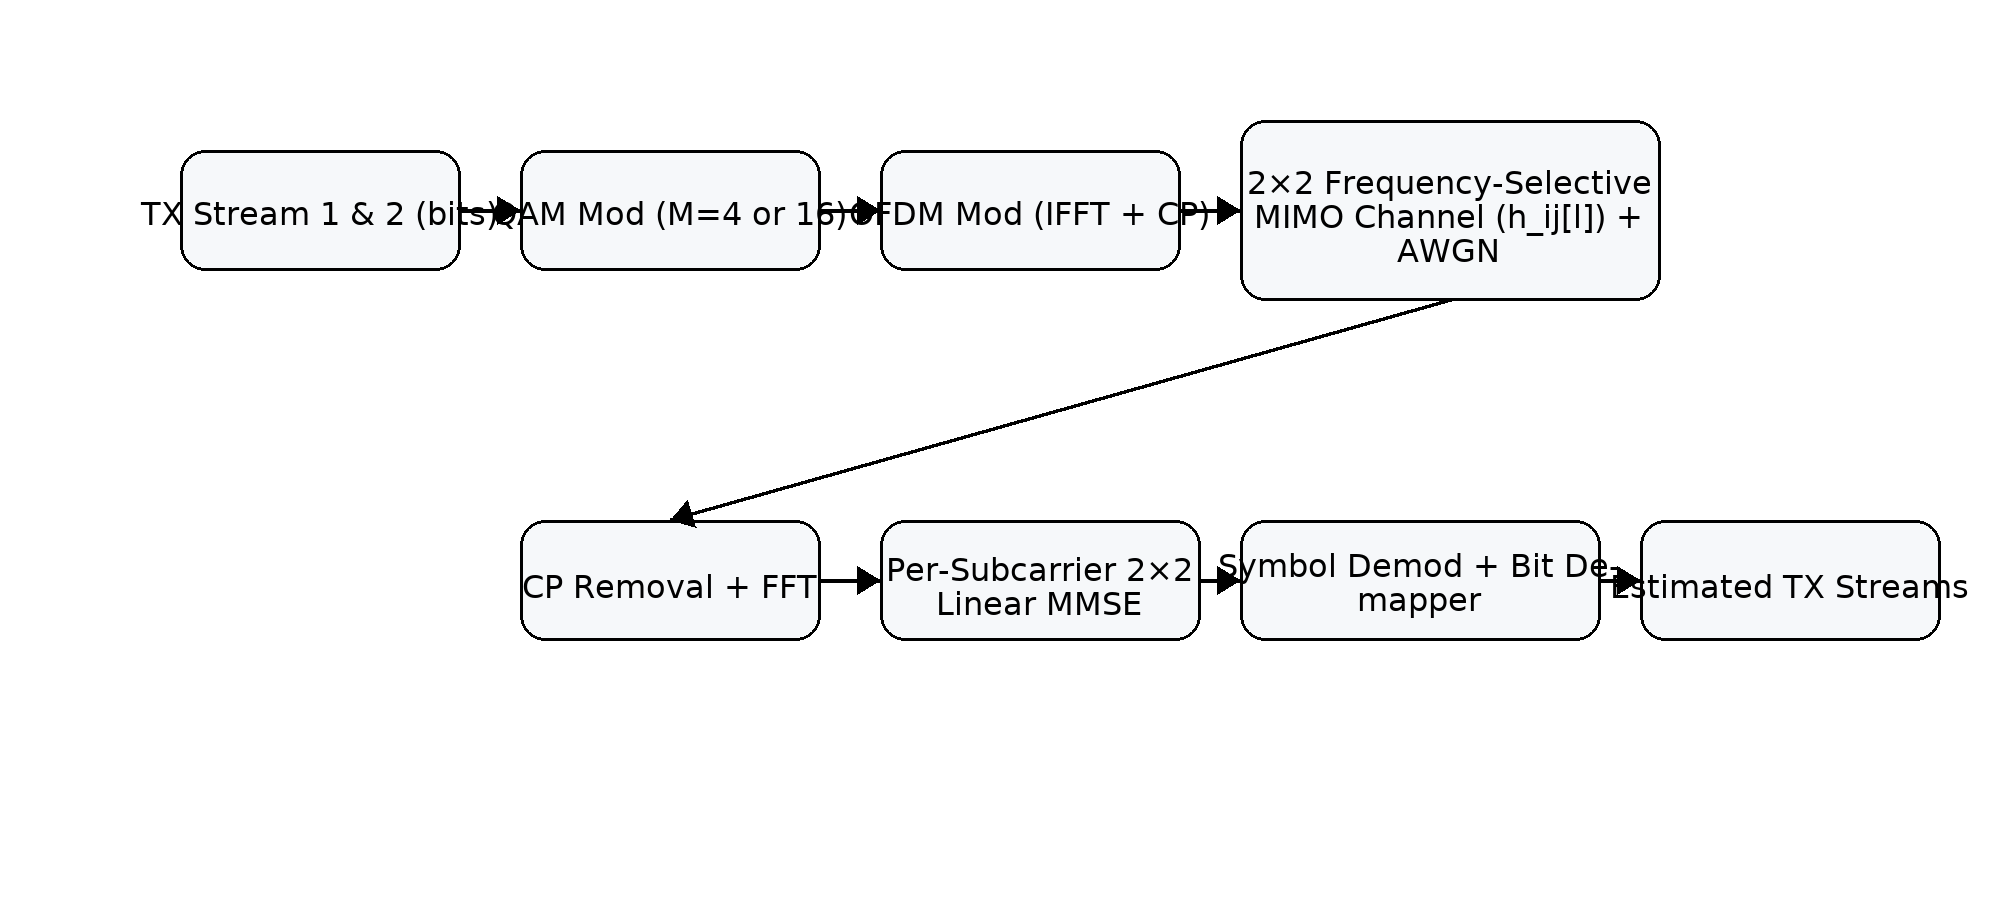 TX Stream 1 & 2 (bits)
QAM Mod (M=4 or 16)
OFDM Mod (IFFT + CP)
2×2 Frequency-Selective
MIMO Channel (h_ij[l]) +
AWGN
CP Removal + FFT
Per-Subcarrier 2×2
Linear MMSE
Symbol Demod + Bit De-
mapper
Estimated TX Streams